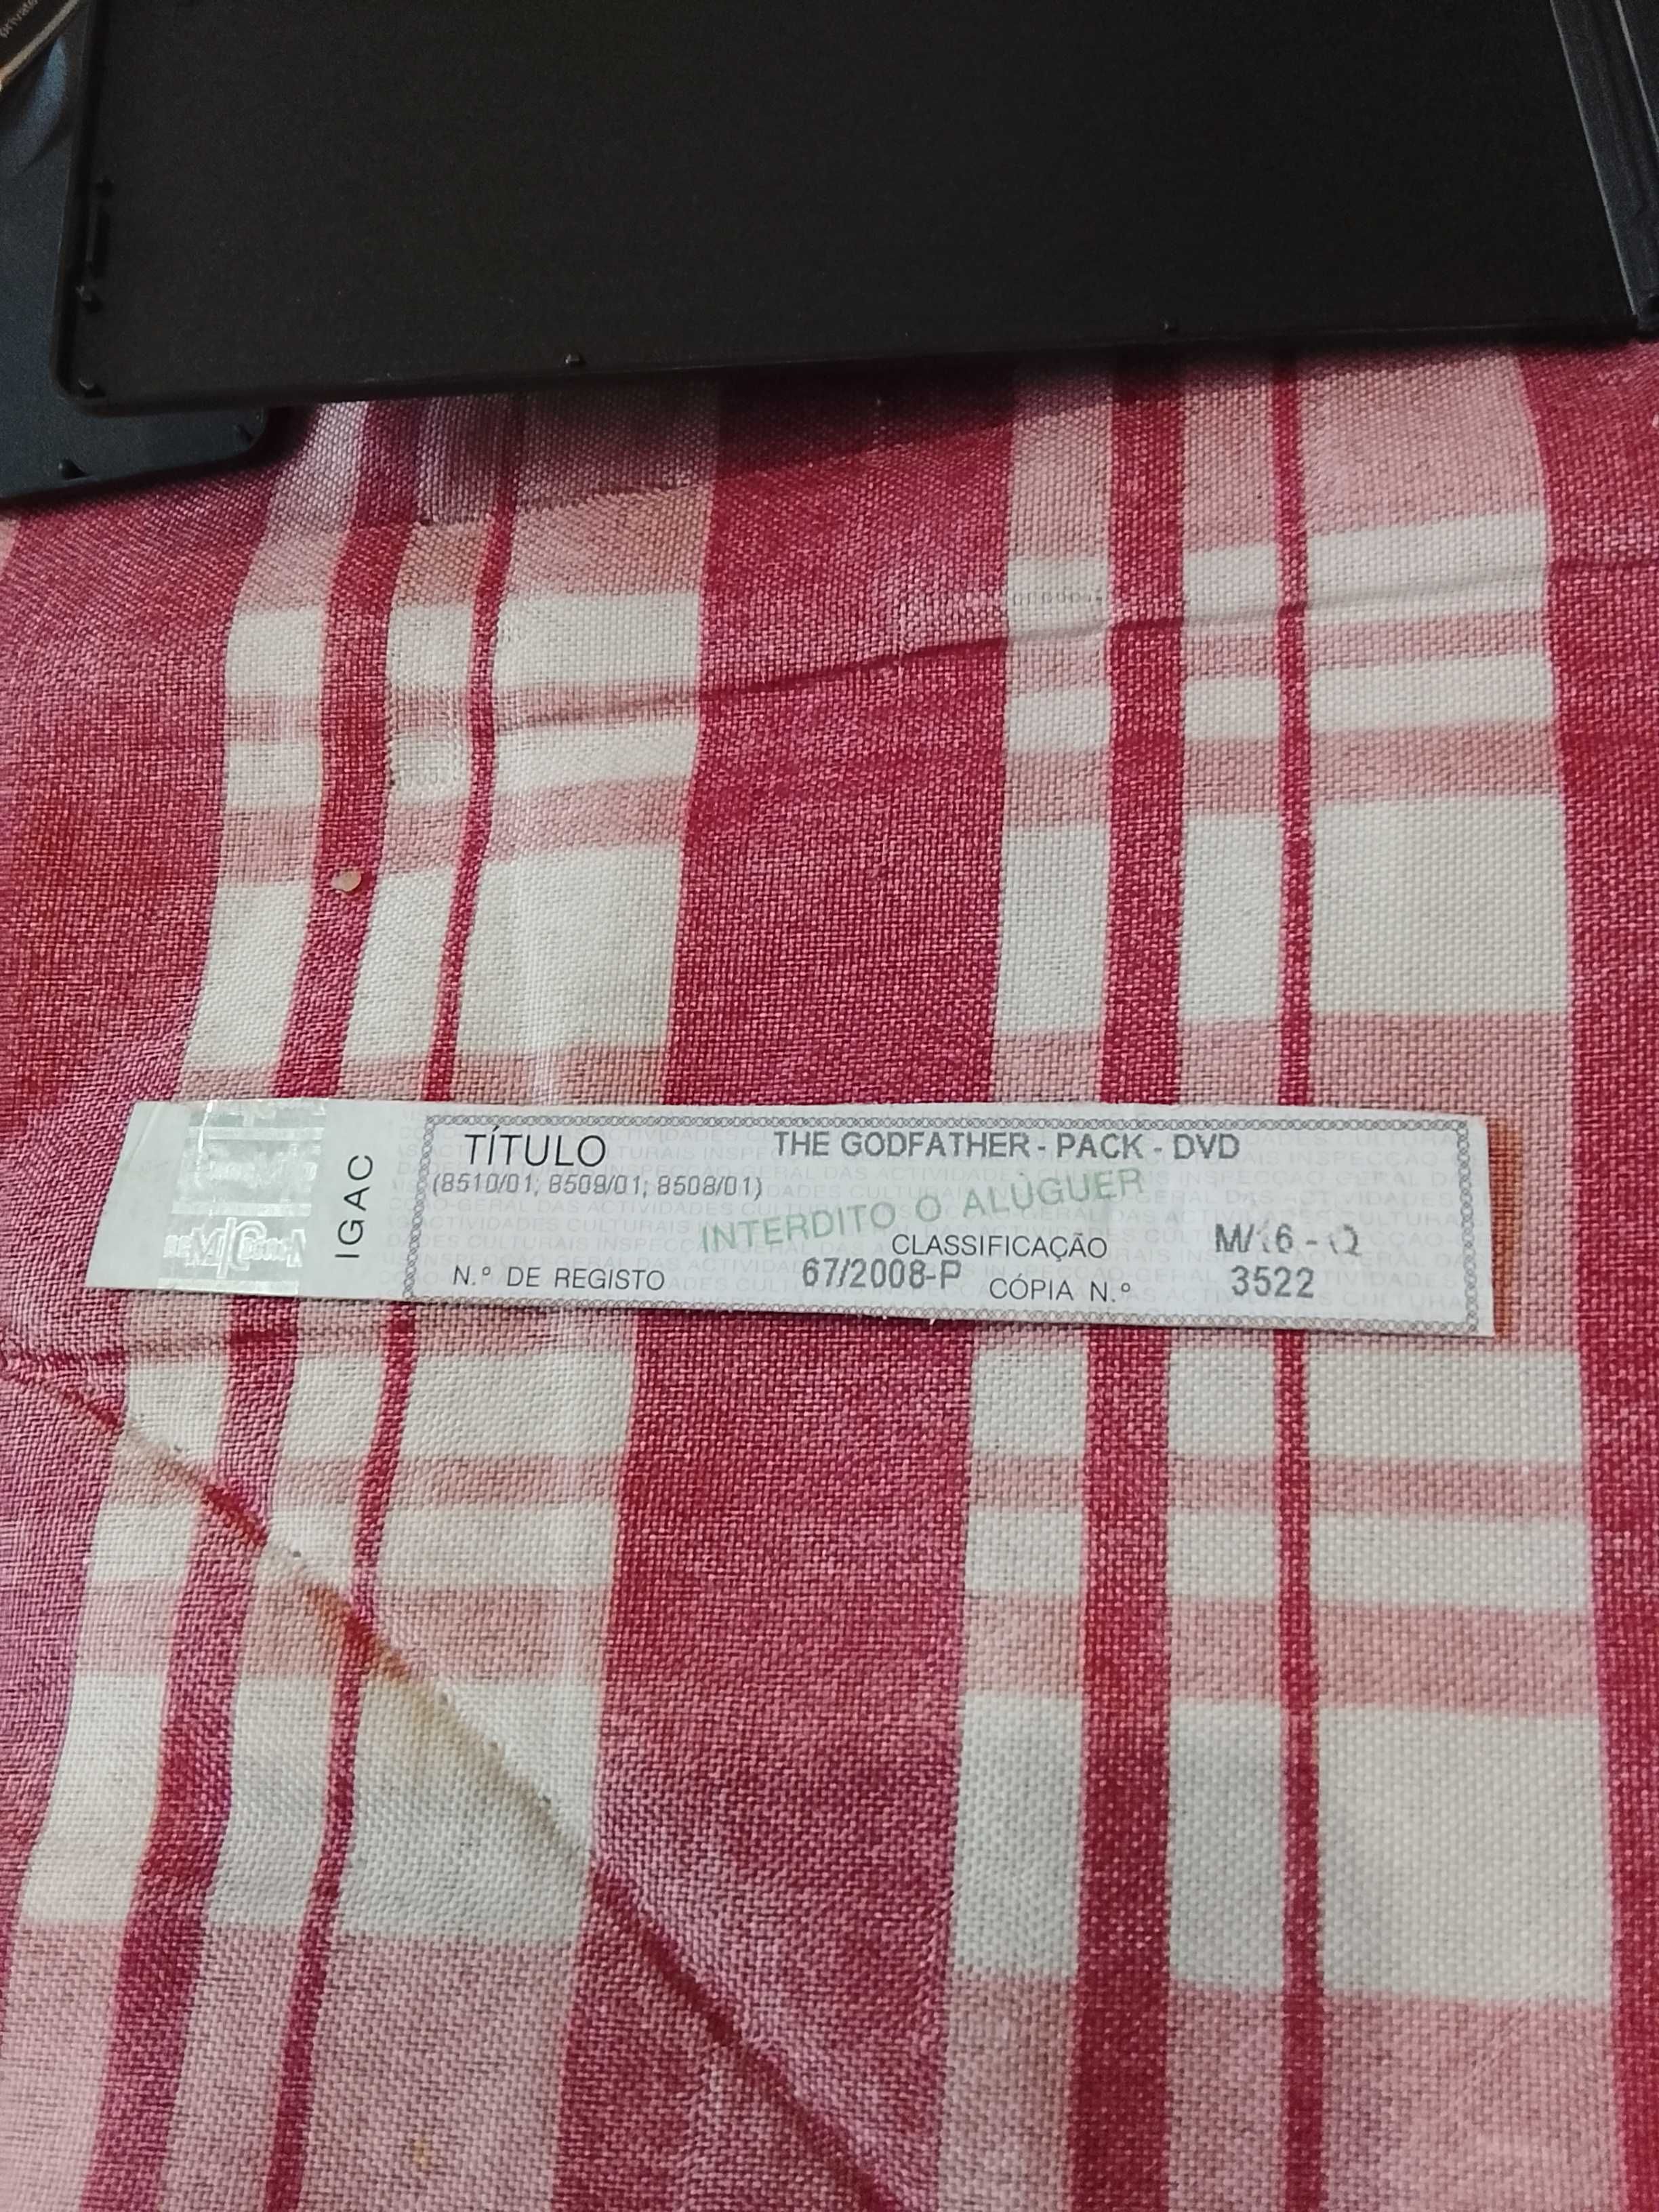 private
IGAC
TÍTULO THE GODFATHER - PACK - DVD
(8510/01; 8509/01; 8508/01)
INTERDITO O ALUGUER
CLASSIFICAÇÃO M/16 - Q
N.º DE REGISTO 67/2008-P CÓPIA N.º 3522